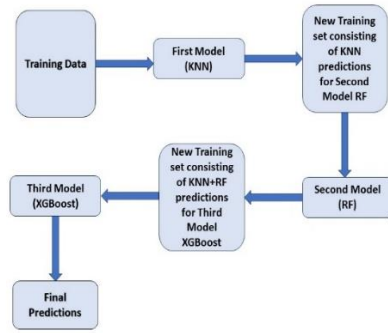 Training Data
First Model
(KNN)
New Training
set consisting
of KNN
predictions
for Second
Model RF
Second Model
(RF)
New Training
set consisting
of KNN+RF
predictions
for Third
Model
XGBoost
Third Model
(XGBoost)
Final
Predictions